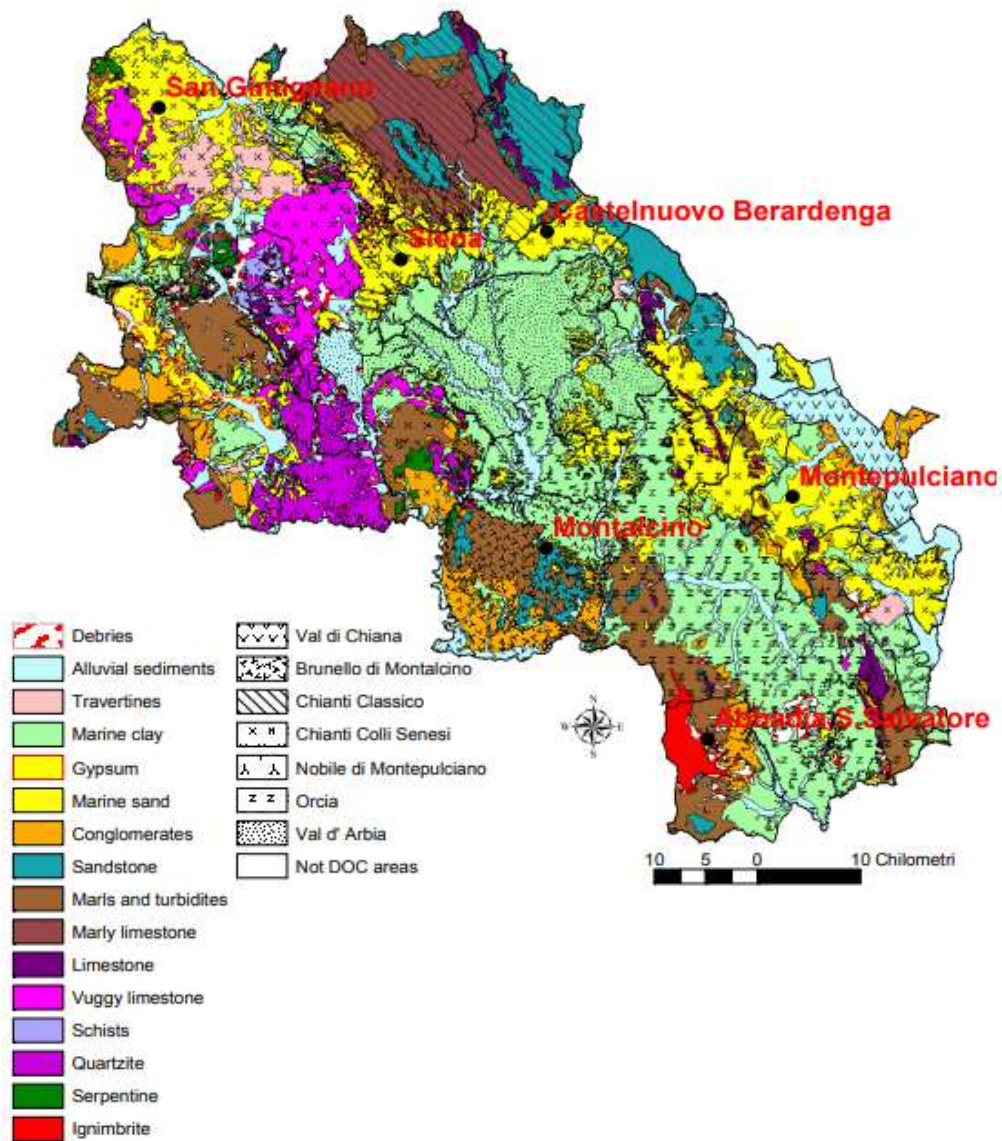 San Gimignano
Castelnuovo Berardenga
Siena
Montepulciano
Montalcino
Abbadia S.Salvatore
N
W E
S
10 5 0 10 Chilometri
Debries
Alluvial sediments
Travertines
Marine clay
Gypsum
Marine sand
Conglomerates
Sandstone
Marls and turbidites
Marly limestone
Limestone
Vuggy limestone
Schists
Quartzite
Serpentine
Ignimbrite
Val di Chiana
Brunello di Montalcino
Chianti Classico
Chianti Colli Senesi
Nobile di Montepulciano
Orcia
Val d' Arbia
Not DOC areas